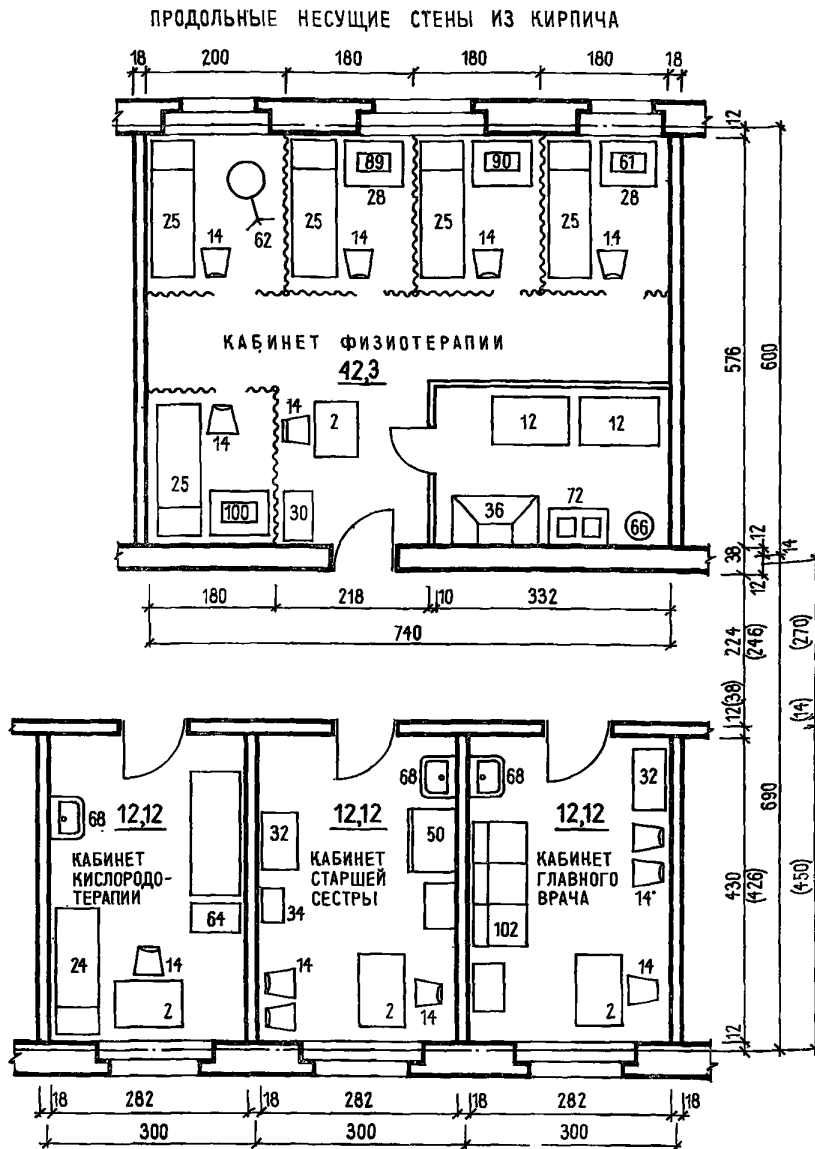 ПРОДОЛЬНЫЕ НЕСУЩИЕ СТЕНЫ ИЗ КИРПИЧА
18 200 180 180 180 18
12
89 90 61
25 25 25 25
28 28
14 62 14 14 14
КАБИНЕТ ФИЗИОТЕРАПИИ
42,3
576 600
14 2 12 12
14
25
100 30 36 72 66
38 12 14
12
180 218 10 332
740
224 (246) (270)
12(38) (14)
68 68 32
68 12,12 12,12 12,12
32 50
КАБИНЕТ КИСЛОРОДО-ТЕРАПИИ
КАБИНЕТ СТАРШЕЙ СЕСТРЫ
КАБИНЕТ ГЛАВНОГО ВРАЧА
14
64 34 102
430 (426) 690 (450)
24 14 14 14
2 2 14 2
12
18 282 18 282 18 282 18
300 300 300